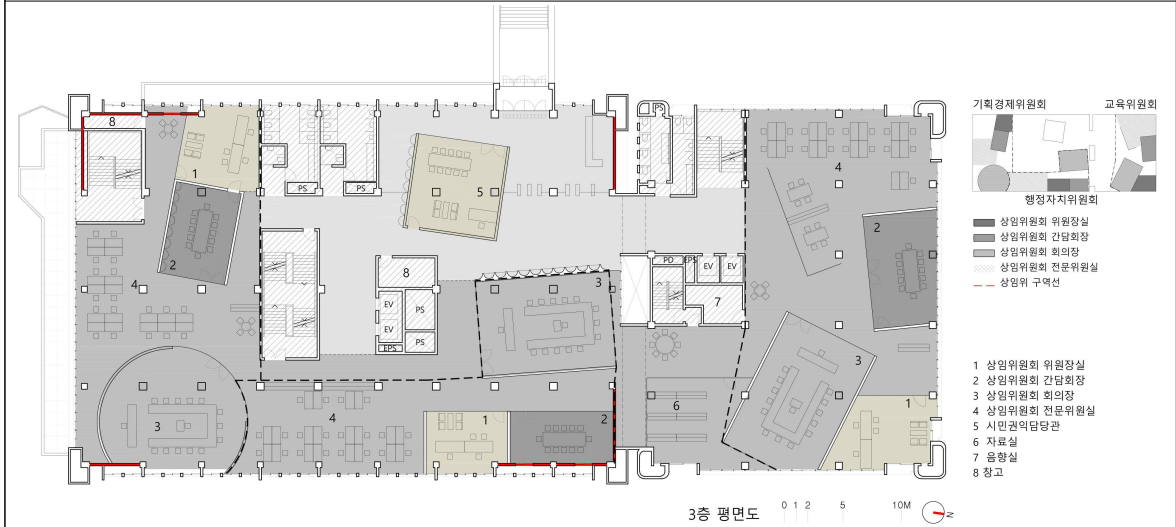 기획경제위원회 교육위원회
행정자치위원회
상임위원회 위원장실
상임위원회 간담회장
상임위원회 회의장
상임위원회 전문위원실
상임위 구역선
1 상임위원회 위원장실
2 상임위원회 간담회장
3 상임위원회 회의장
4 상임위원회 전문위원실
5 시민권익담당관
6 자료실
7 음향실
8 창고
8
PS
1
4
PS
PS
5
2
2
8
PD
EPS
EV
EV
3
4
EV
PS
7
EV
PS
EPS
3
3
4
1
2
6
1
3층 평면도
0 1 2 5 10M
N